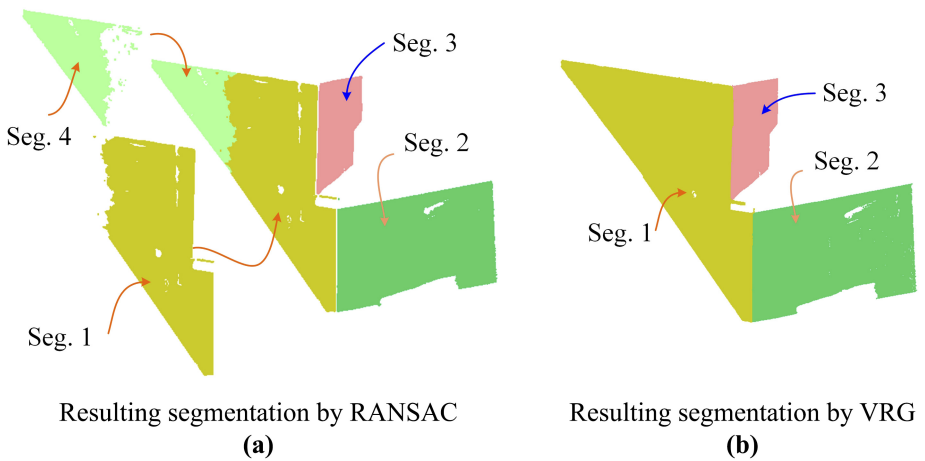 Seg. 3
Seg. 4
Seg. 2
Seg. 1
Resulting segmentation by RANSAC
(a)
Seg. 3
Seg. 2
Seg. 1
Resulting segmentation by VRG
(b)